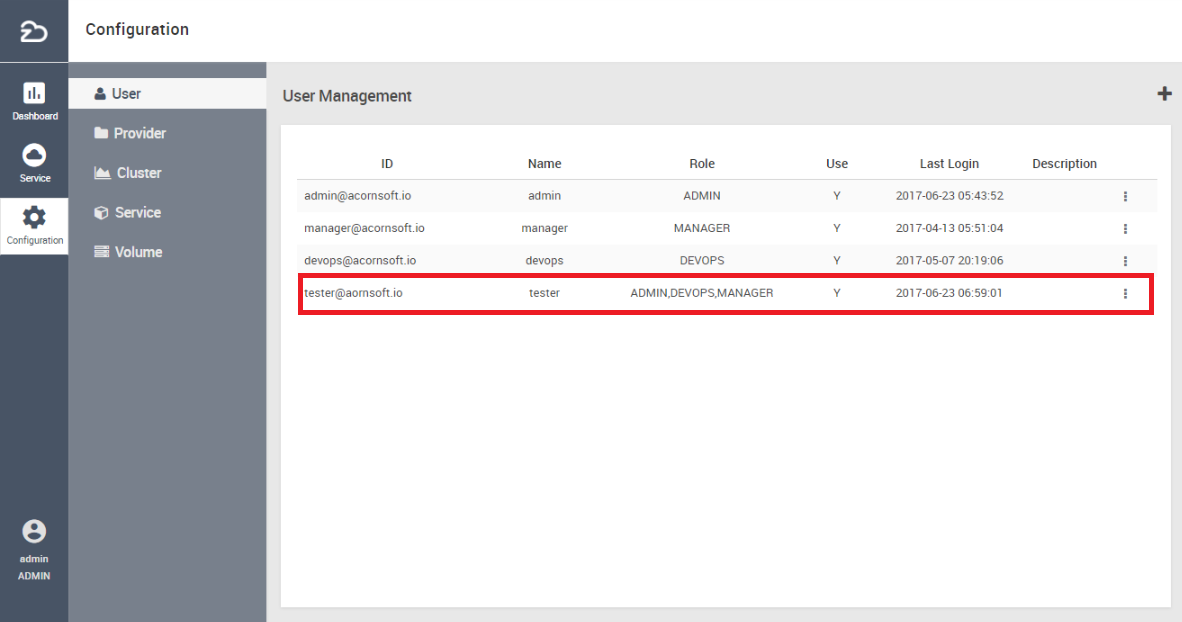 Configuration
Dashboard
Service
Configuration
admin
ADMIN
User
Provider
Cluster
Service
Volume
User Management
ID Name Role Use Last Login Description
admin@acornsoft.io admin ADMIN Y 2017-06-23 05:43:52
manager@acornsoft.io manager MANAGER Y 2017-04-13 05:51:04
devops@acornsoft.io devops DEVOPS Y 2017-05-07 20:19:06
tester@aornsoft.io tester ADMIN,DEVOPS,MANAGER Y 2017-06-23 06:59:01